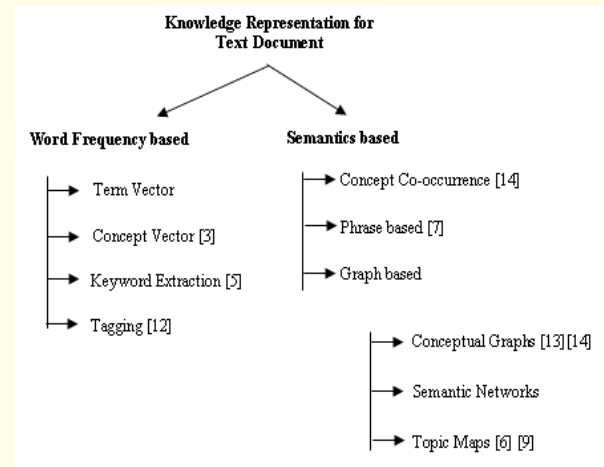 Knowledge Representation for
Text Document
Word Frequency based
Term Vector
Concept Vector [3]
Keyword Extraction [5]
Tagging [12]
Semantics based
Concept Co-occurrence [14]
Phrase based [7]
Graph based
Conceptual Graphs [13][14]
Semantic Networks
Topic Maps [6] [9]